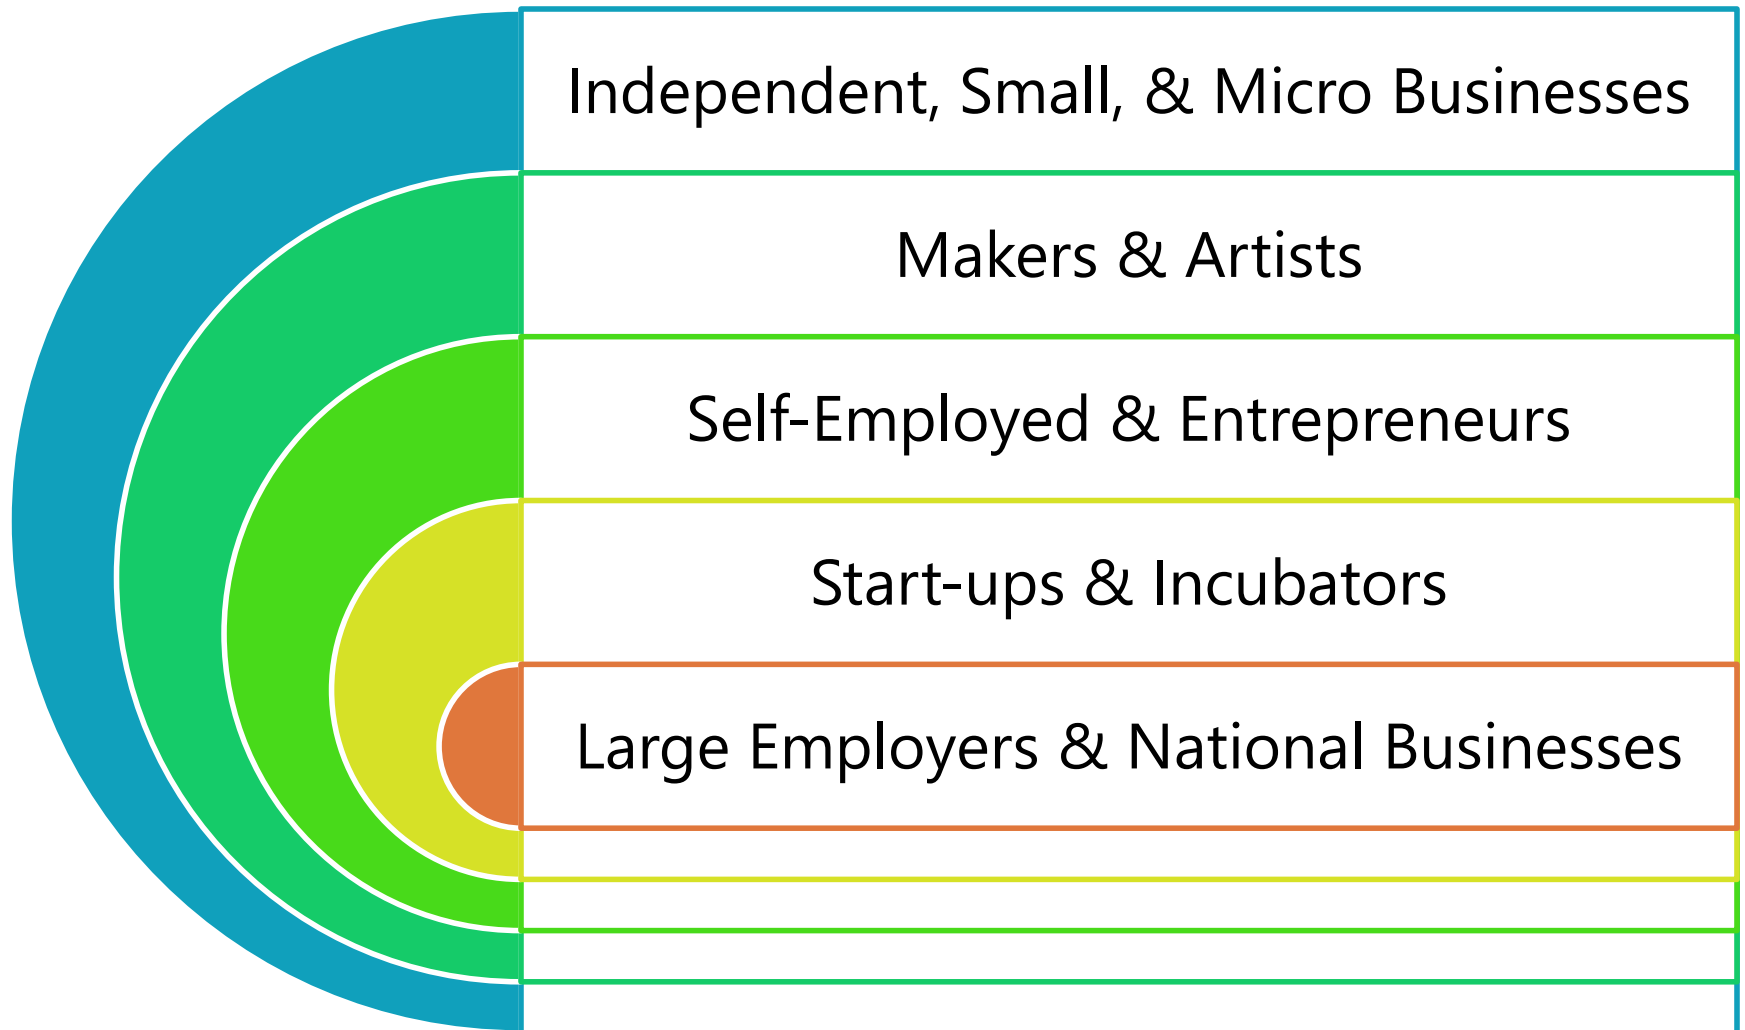 Independent, Small, & Micro Businesses
Makers & Artists
Self-Employed & Entrepreneurs
Start-ups & Incubators
Large Employers & National Businesses